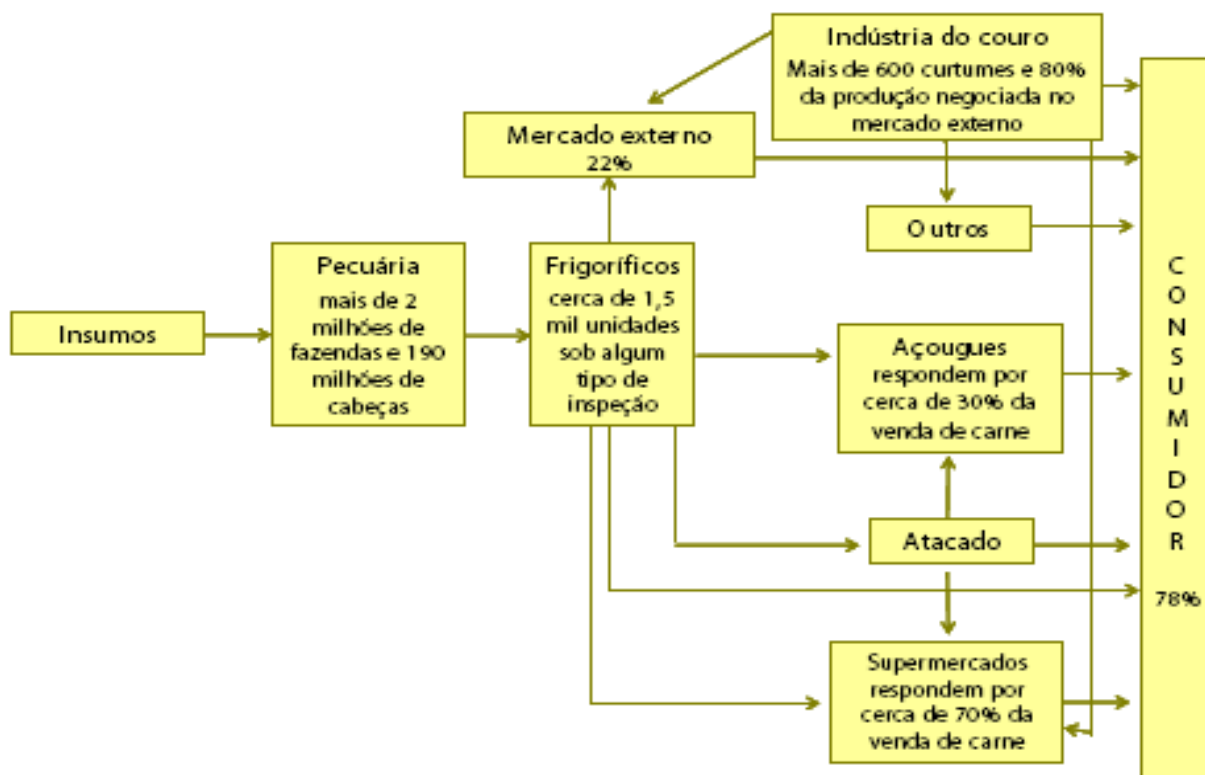 Indústria do couro
Mais de 600 curtumes e 80%
da produção negociada no
mercado externo
Mercado externo
22%
Outros
Insumos
Pecuária
mais de 2
milhões de
fazendas e 190
milhões de
cabeças
Frigoríficos
cerca de 1,5
mil unidades
sob algum
tipo de
inspeção
Açougues
respondem por
cerca de 30% da
venda de carne
Atacado
Supermercados
respondem por
cerca de 70% da
venda de carne
C
O
N
S
U
M
I
D
O
R
78%